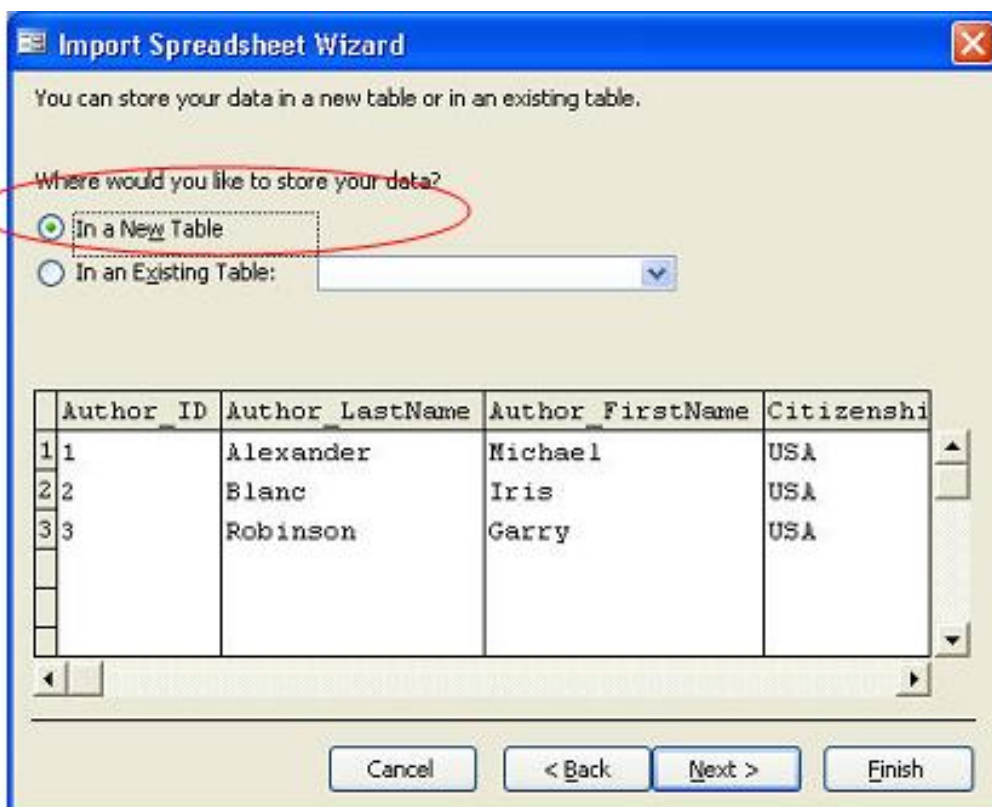 Import Spreadsheet Wizard
You can store your data in a new table or in an existing table.
Where would you like to store your data?
In a New Table
In an Existing Table:
Author_ID Author_LastName Author_FirstName Citizenshi
1 1 Alexander Michael USA
2 2 Blanc Iris USA
3 3 Robinson Garry USA
Cancel < Back Next > Finish